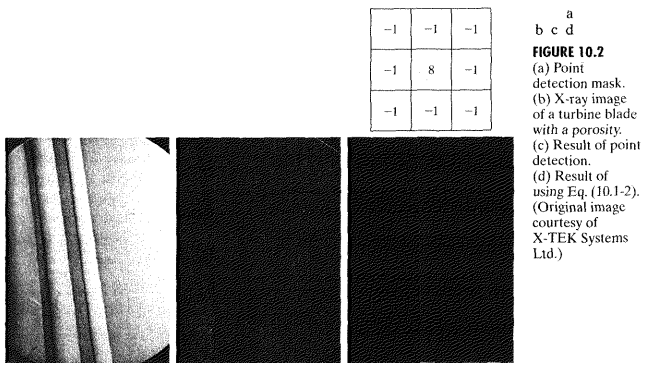 -1 -1 -1
-1 8 -1
-1 -1 -1
a
b c d
FIGURE 10.2
(a) Point
detection mask.
(b) X-ray image
of a turbine blade
with a porosity.
(c) Result of point
detection.
(d) Result of
using Eq. (10.1-2).
(Original image
courtesy of
X-TEK Systems
Ltd.)